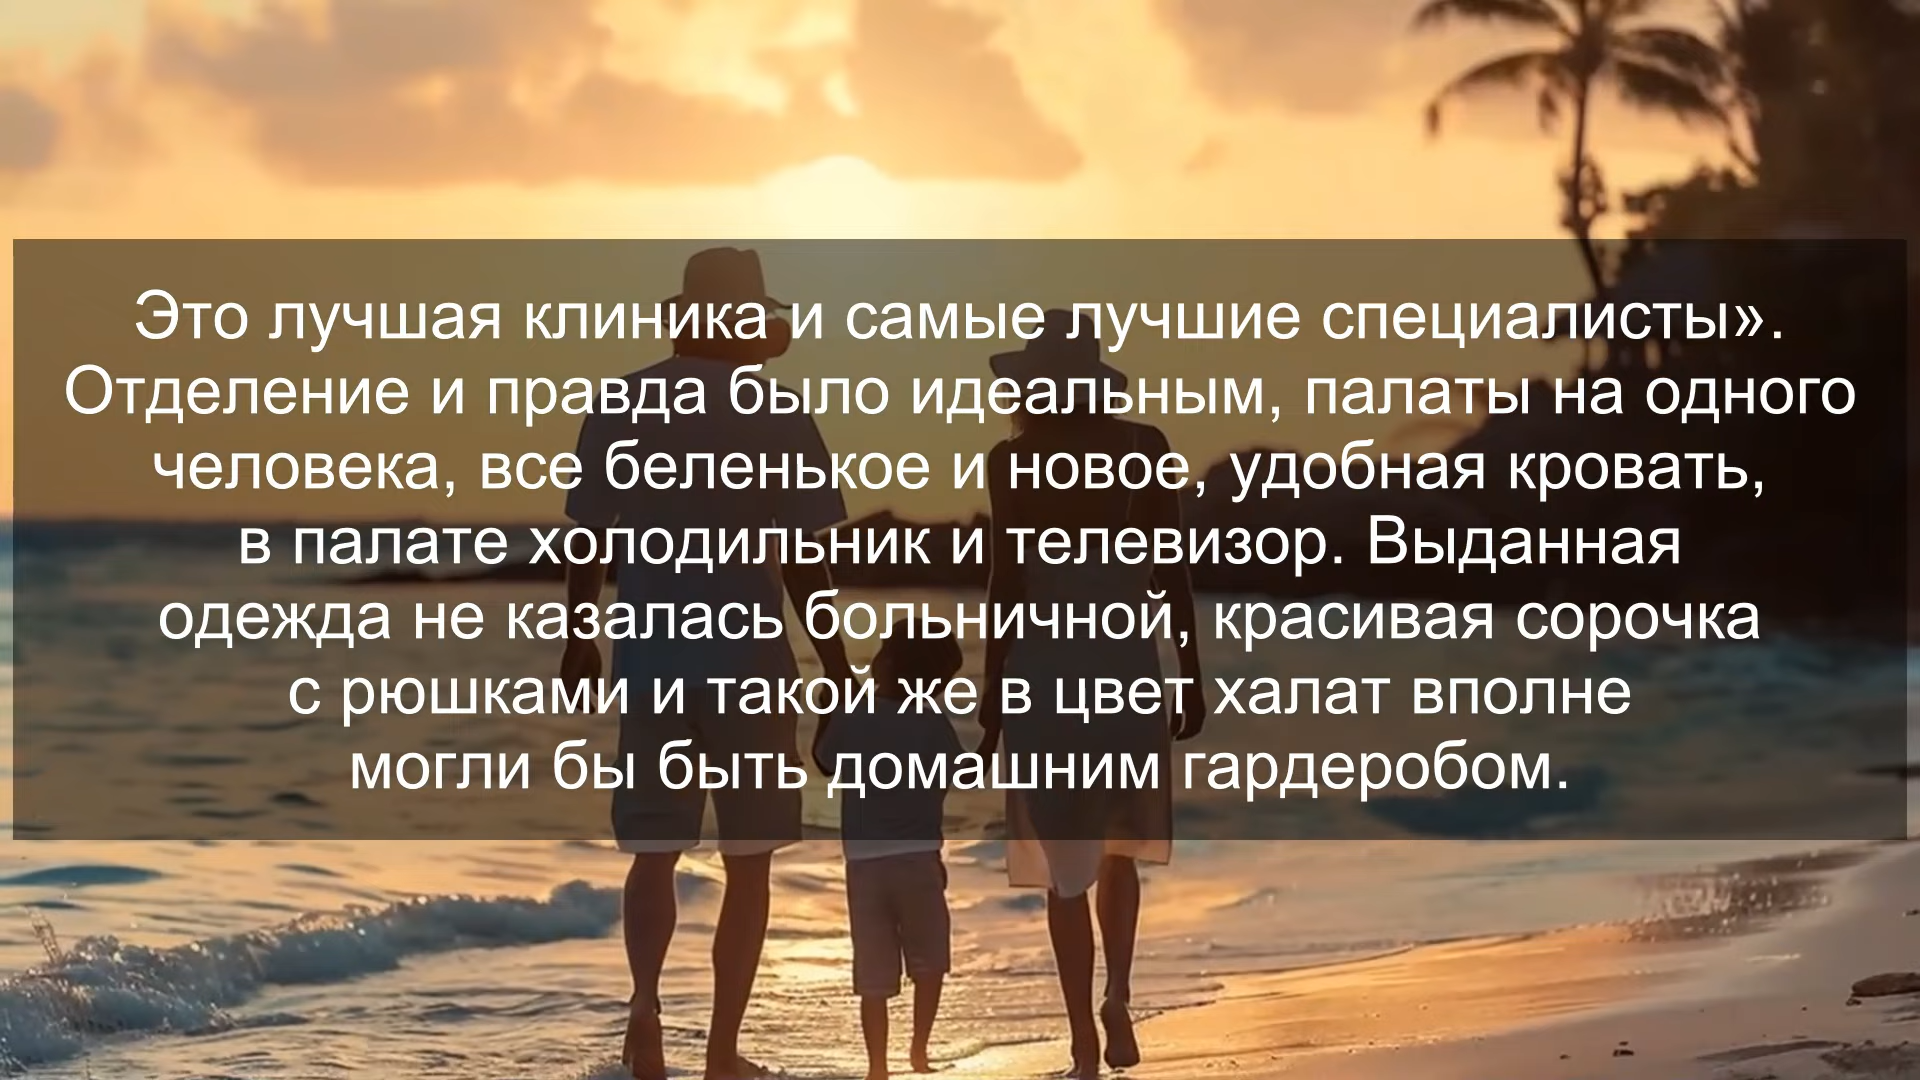 Это лучшая клиника и самые лучшие специалисты».
Отделение и правда было идеальным, палаты на одного
человека, все беленькое и новое, удобная кровать,
в палате холодильник и телевизор. Выданная
одежда не казалась больничной, красивая сорочка
с рюшками и такой же в цвет халат вполне
могли бы быть домашним гардеробом.